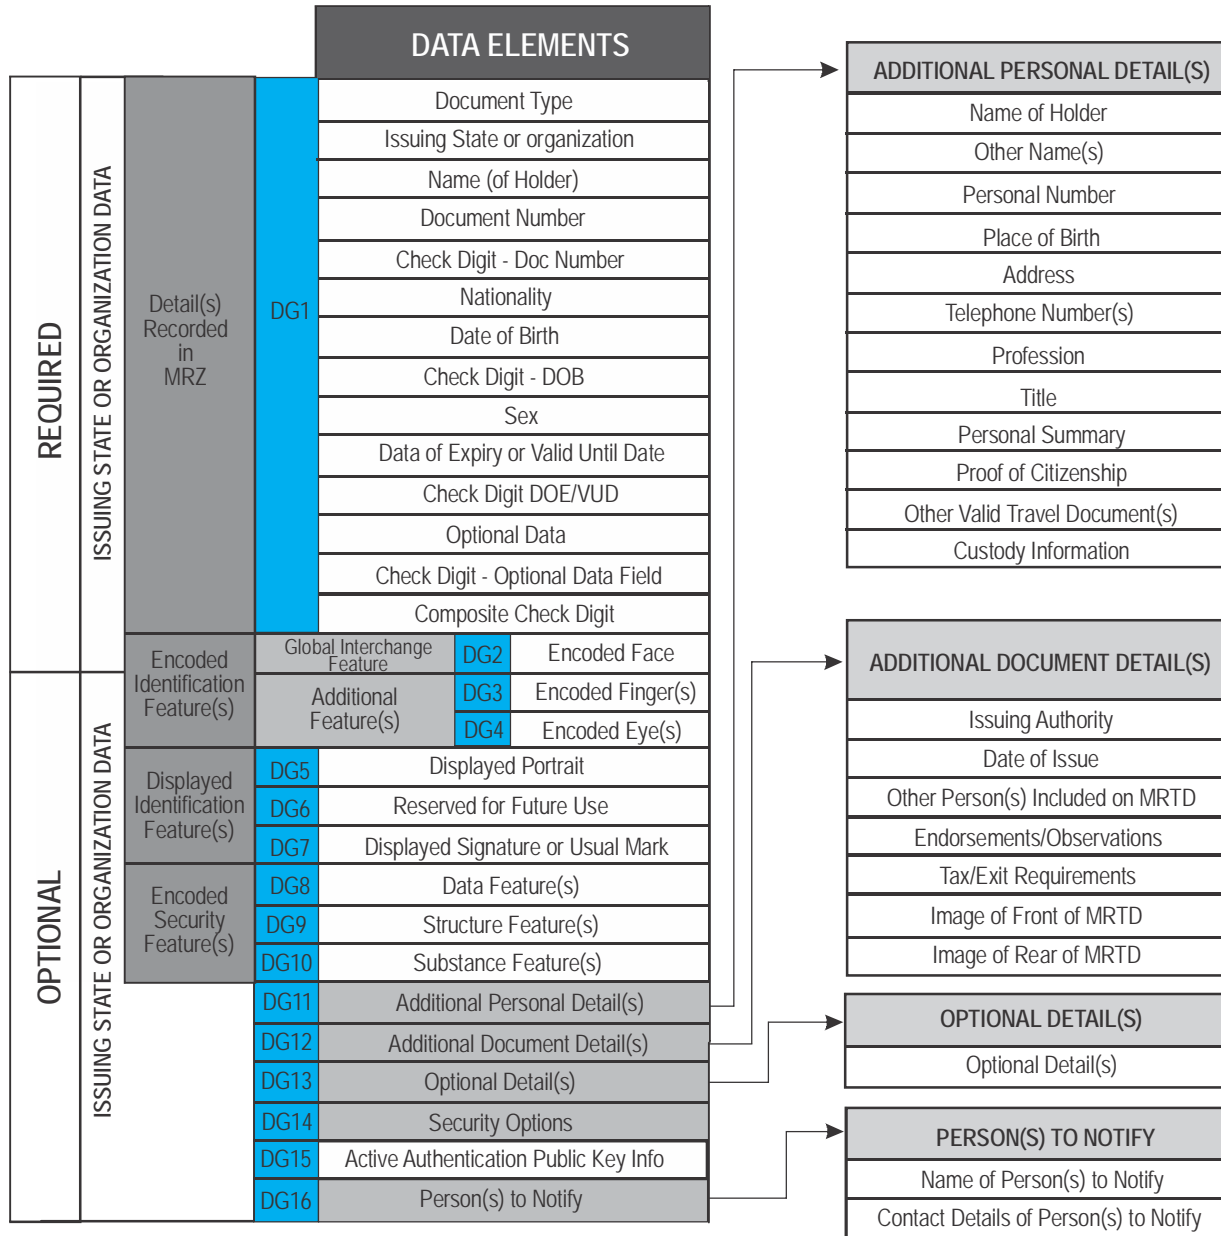 DATA ELEMENTS
REQUIRED
ISSUING STATE OR ORGANIZATION DATA
Detail(s)
Recorded
in
MRZ
DG1
Document Type
Issuing State or organization
Name (of Holder)
Document Number
Check Digit - Doc Number
Nationality
Date of Birth
Check Digit - DOB
Sex
Data of Expiry or Valid Until Date
Check Digit DOE/VUD
Optional Data
Check Digit - Optional Data Field
Composite Check Digit
Encoded
Identification
Feature(s)
Global Interchange
Feature
DG2
Encoded Face
OPTIONAL
ISSUING STATE OR ORGANIZATION DATA
Additional
Feature(s)
DG3
Encoded Finger(s)
DG4
Encoded Eye(s)
Displayed
Identification
Feature(s)
DG5
Displayed Portrait
DG6
Reserved for Future Use
DG7
Displayed Signature or Usual Mark
Encoded
Security
Feature(s)
DG8
Data Feature(s)
DG9
Structure Feature(s)
DG10
Substance Feature(s)
DG11
Additional Personal Detail(s)
DG12
Additional Document Detail(s)
DG13
Optional Detail(s)
DG14
Security Options
DG15
Active Authentication Public Key Info
DG16
Person(s) to Notify
ADDITIONAL PERSONAL DETAIL(S)
Name of Holder
Other Name(s)
Personal Number
Place of Birth
Address
Telephone Number(s)
Profession
Title
Personal Summary
Proof of Citizenship
Other Valid Travel Document(s)
Custody Information
ADDITIONAL DOCUMENT DETAIL(S)
Issuing Authority
Date of Issue
Other Person(s) Included on MRTD
Endorsements/Observations
Tax/Exit Requirements
Image of Front of MRTD
Image of Rear of MRTD
OPTIONAL DETAIL(S)
Optional Detail(s)
PERSON(S) TO NOTIFY
Name of Person(s) to Notify
Contact Details of Person(s) to Notify